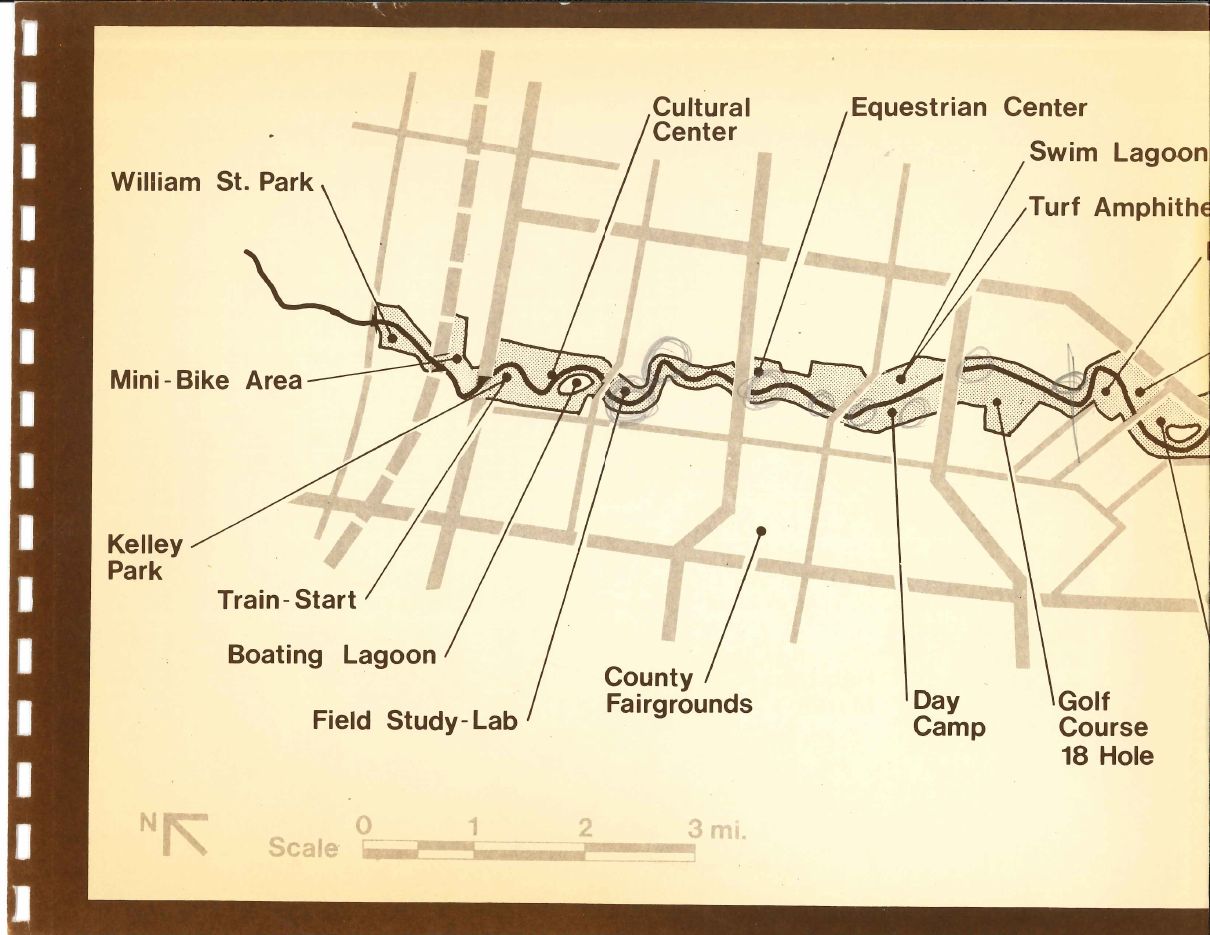 Cultural
Center
Equestrian Center
Swim Lagoon
Turf Amphithe
William St. Park
Mini-Bike Area
Kelley
Park
Train-Start
Boating Lagoon
Field Study-Lab
County
Fairgrounds
Day
Camp
Golf
Course
18 Hole
N
Scale
0 1 2 3 mi.